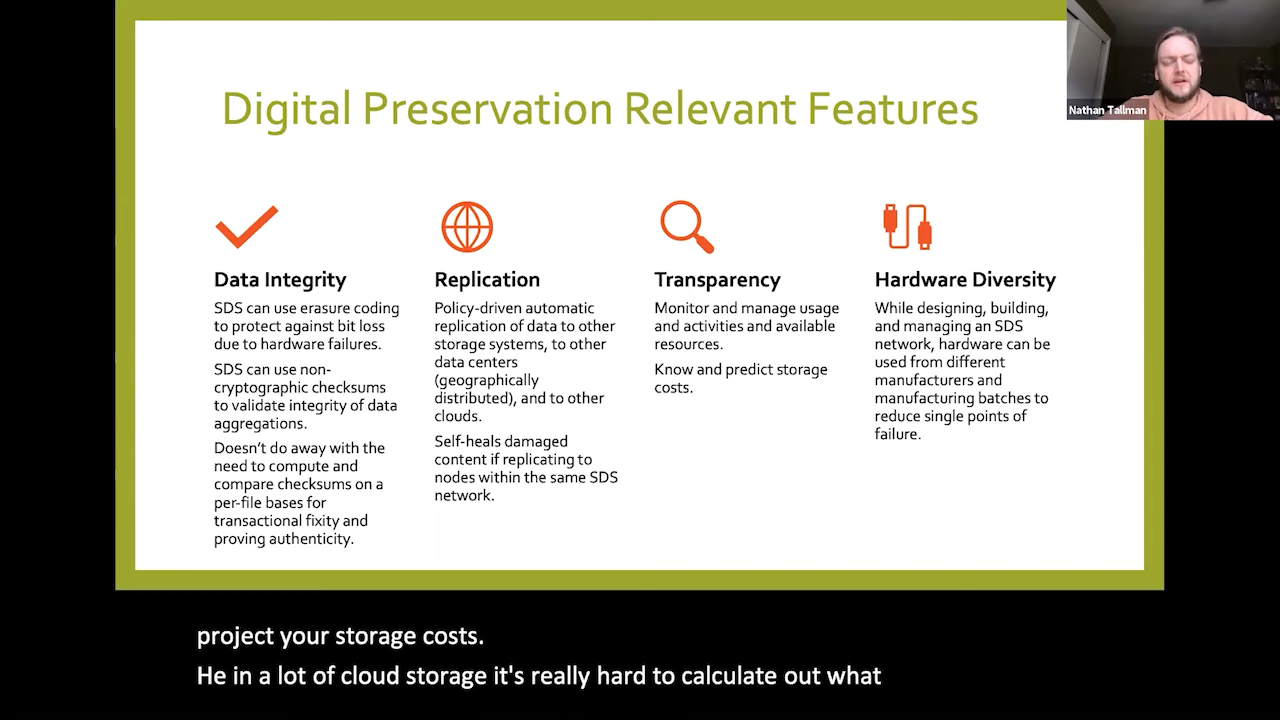 Digital Preservation Relevant Features
Nathan Tallman
Data Integrity
SDS can use erasure coding
to protect against bit loss
due to hardware failures.
SDS can use non-
cryptographic checksums
to validate integrity of data
aggregations.
Doesn't do away with the
need to compute and
compare checksums on a
per-file bases for
transactional fixity and
proving authenticity.
Replication
Policy-driven automatic
replication of data to other
storage systems, to other
data centers
(geographically
distributed), and to other
clouds.
Self-heals damaged
content if replicating to
nodes within the same SDS
network.
Transparency
Monitor and manage usage
and activities and available
resources.
Know and predict storage
costs.
Hardware Diversity
While designing, building,
and managing an SDS
network, hardware can be
used from different
manufacturers and
manufacturing batches to
reduce single points of
failure.
project your storage costs.
He in a lot of cloud storage it's really hard to calculate out what